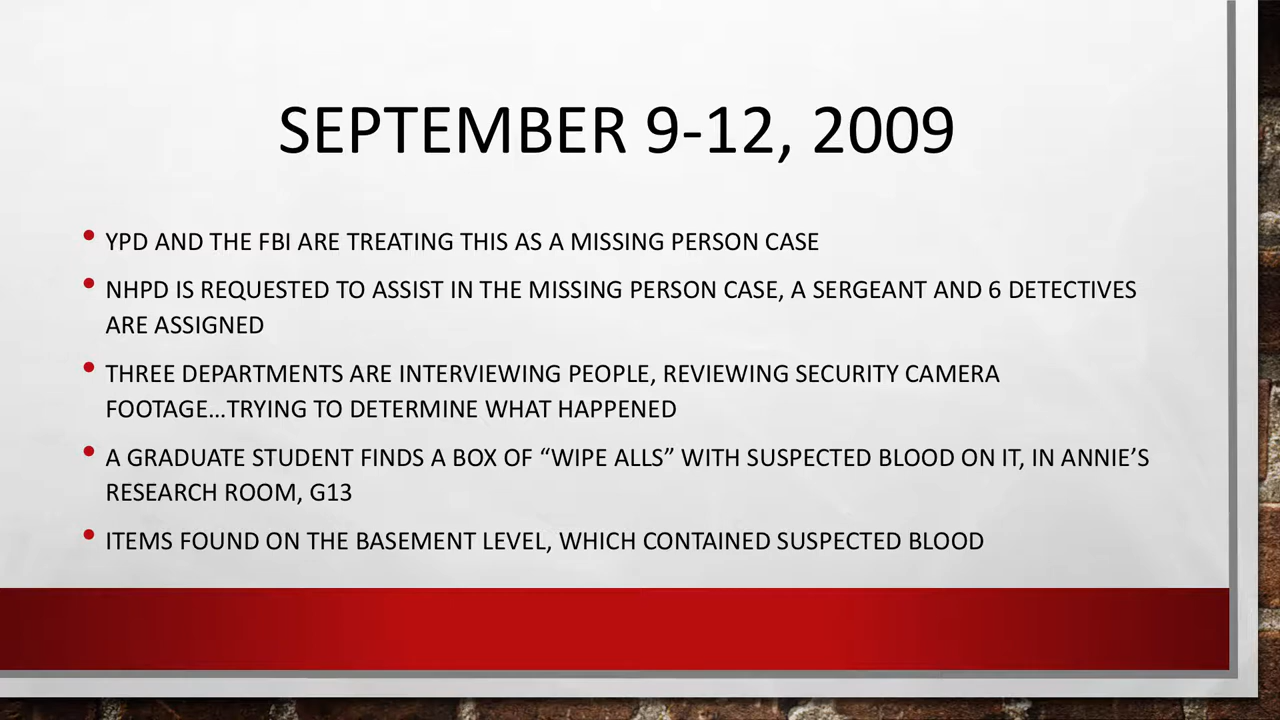 SEPTEMBER 9-12, 2009
• YPD AND THE FBI ARE TREATING THIS AS A MISSING PERSON CASE
• NHPD IS REQUESTED TO ASSIST IN THE MISSING PERSON CASE, A SERGEANT AND 6 DETECTIVES
ARE ASSIGNED
• THREE DEPARTMENTS ARE INTERVIEWING PEOPLE, REVIEWING SECURITY CAMERA
FOOTAGE…TRYING TO DETERMINE WHAT HAPPENED
• A GRADUATE STUDENT FINDS A BOX OF “WIPE ALLS” WITH SUSPECTED BLOOD ON IT, IN ANNIE’S
RESEARCH ROOM, G13
• ITEMS FOUND ON THE BASEMENT LEVEL, WHICH CONTAINED SUSPECTED BLOOD